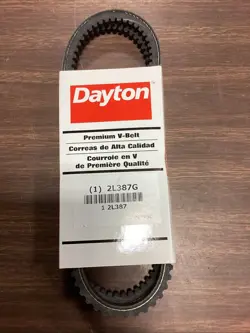 Dayton
Premium V-Belt
Correas de Alta Calidad
Courroie en V
de Première Qualité
(1) 2L387G
1 2L387